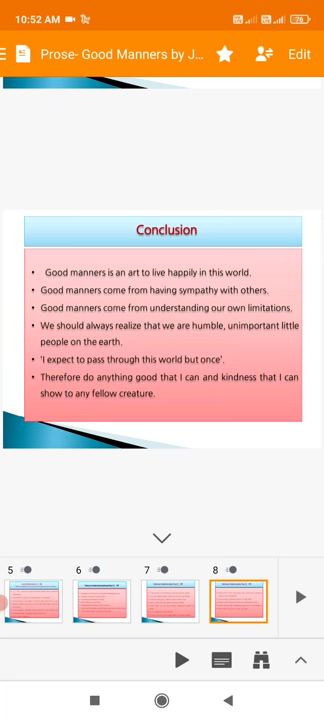 10:52 AM
76
Prose- Good Manners by J...
Edit
Conclusion
• Good manners is an art to live happily in this world.
• Good manners come from having sympathy with others.
• Good manners come from understanding our own limitations.
• We should always realize that we are humble, unimportant little
people on the earth.
• 'I expect to pass through this world but once'.
• Therefore do anything good that I can and kindness that I can
show to any fellow creature.
5
6
7
8